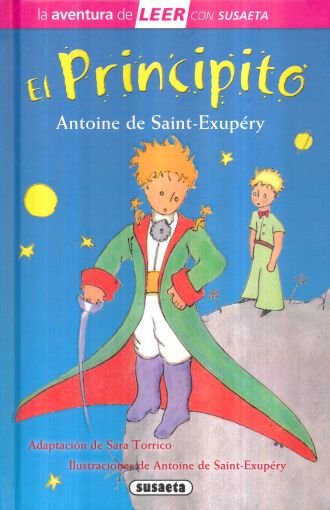 la aventura de LEER CON SUSAETA
El Principito
Antoine de Saint-Exupéry
Adaptación de Sara Torrico
Ilustraciones de Antoine de Saint-Exupéry
susaeta